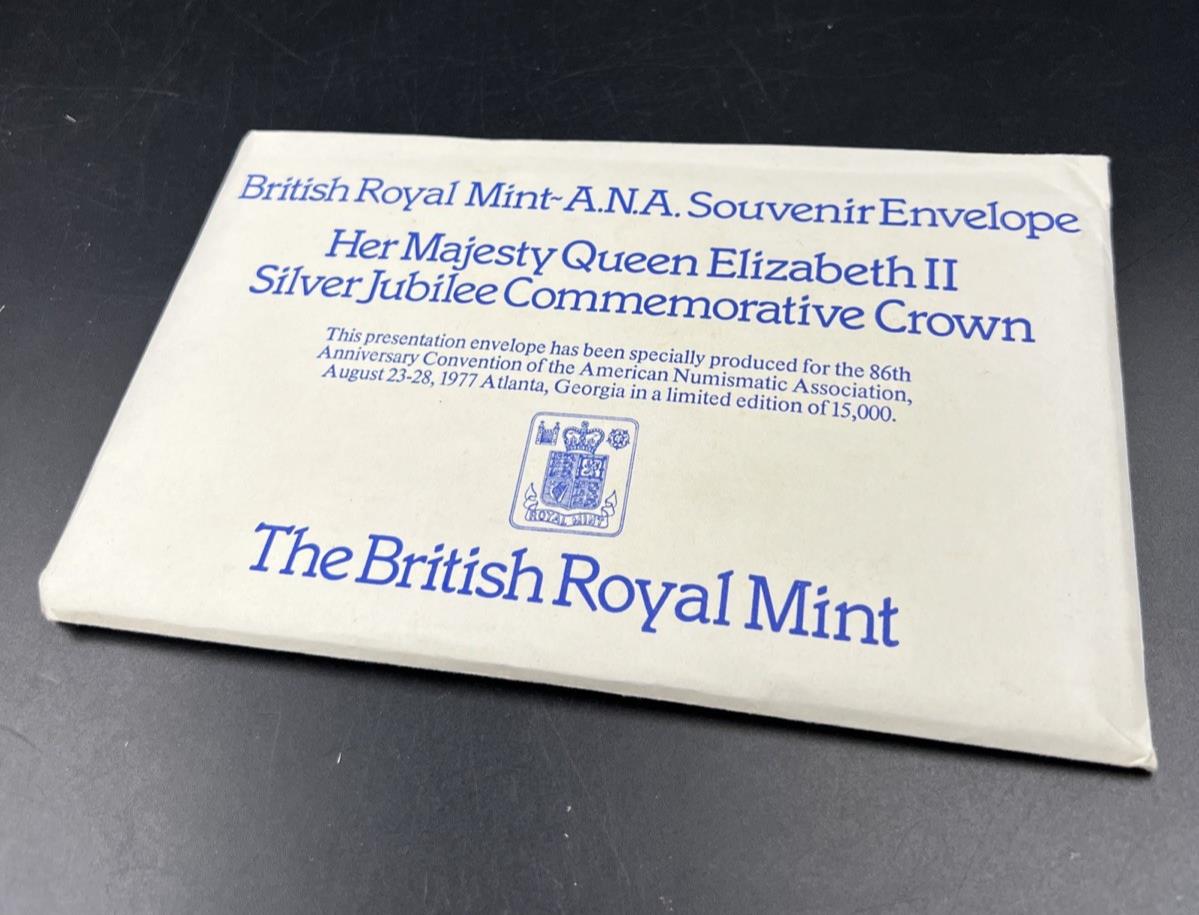 British Royal Mint~A.N.A. Souvenir Envelope
Her Majesty Queen Elizabeth II
Silver Jubilee Commemorative Crown
This presentation envelope has been specially produced for the 86th
Anniversary Convention of the American Numismatic Association,
August 23-28, 1977 Atlanta, Georgia in a limited edition of 15,000.
ROYAL MINT
The British Royal Mint